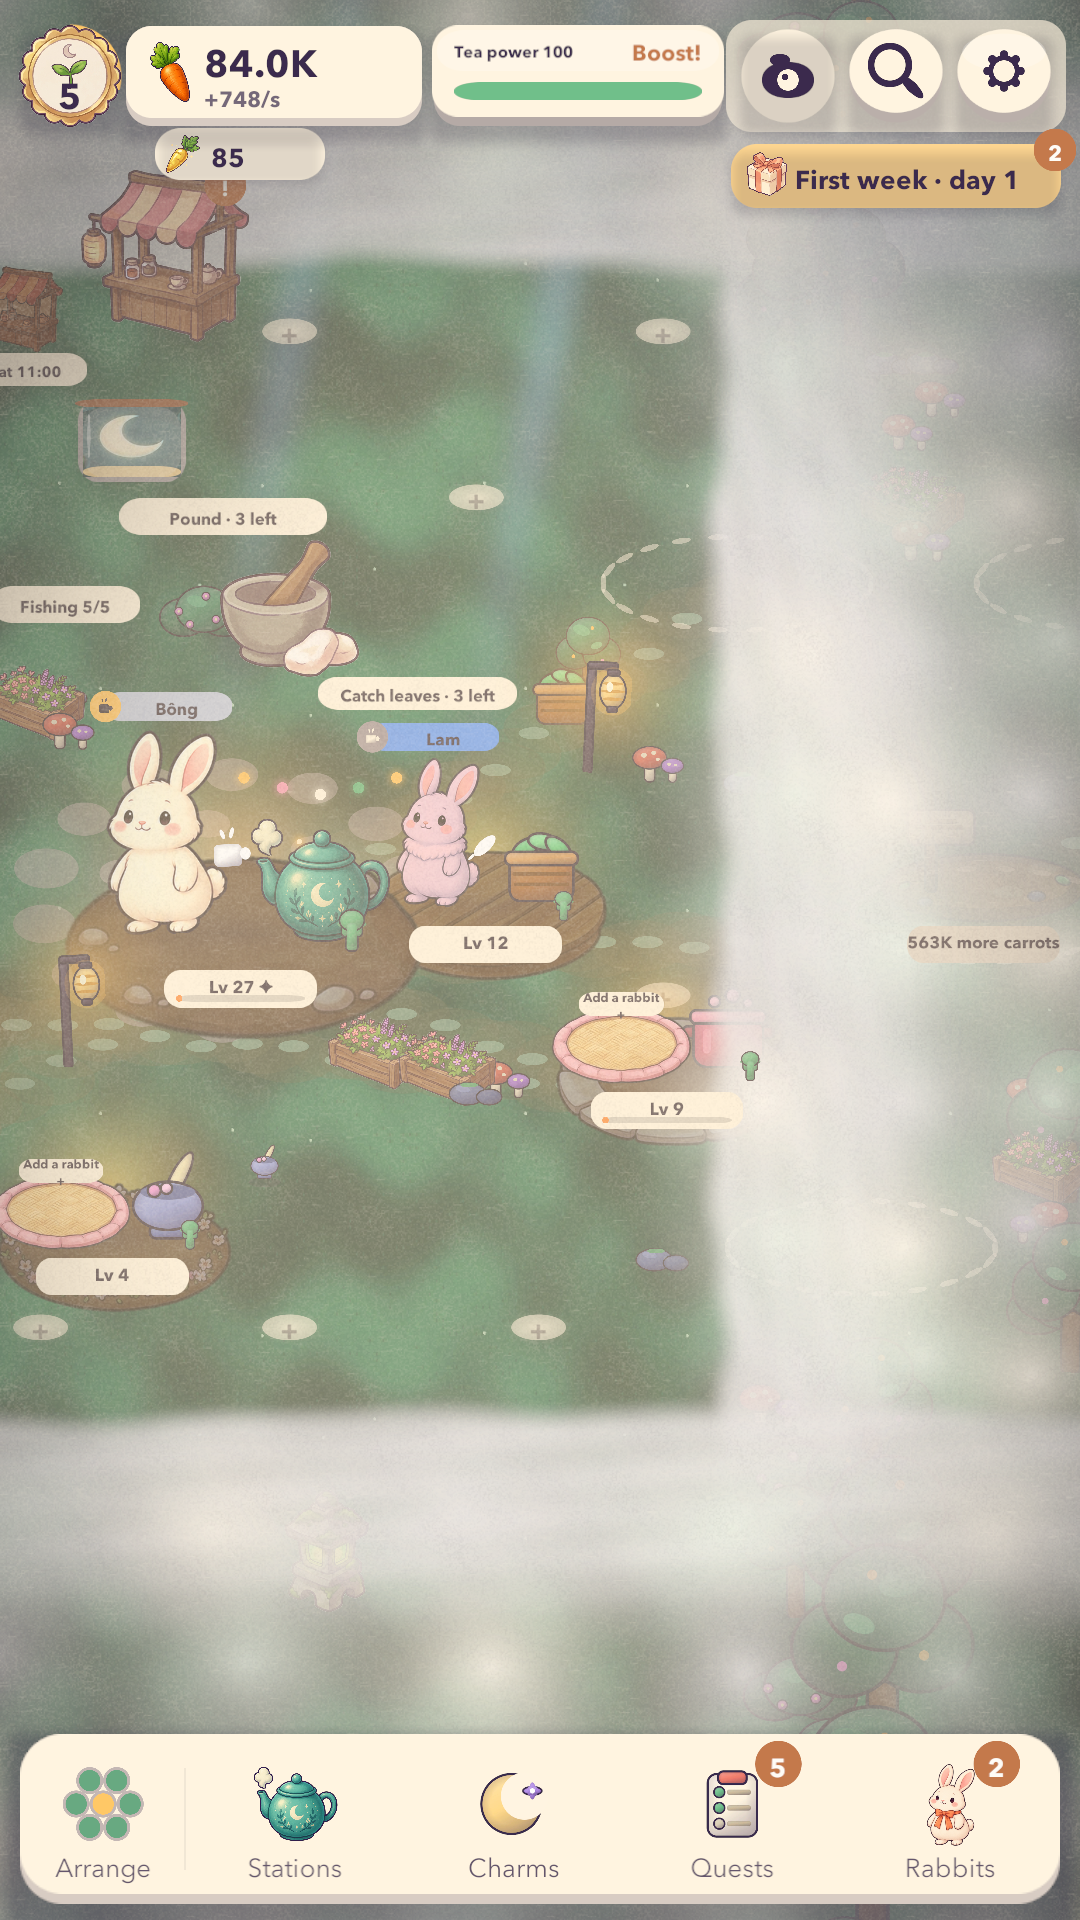 5
84.0K
+748/s
Tea power 100
Boost!
85
!
First week · day 1
2
at 11:00
Pound · 3 left
Fishing 5/5
Catch leaves · 3 left
Bông
Lam
Lv 12
Lv 27
563K more carrots
Add a rabbit
+
Lv 9
Add a rabbit
+
Lv 4
Arrange
Stations
Charms
Quests
5
Rabbits
2